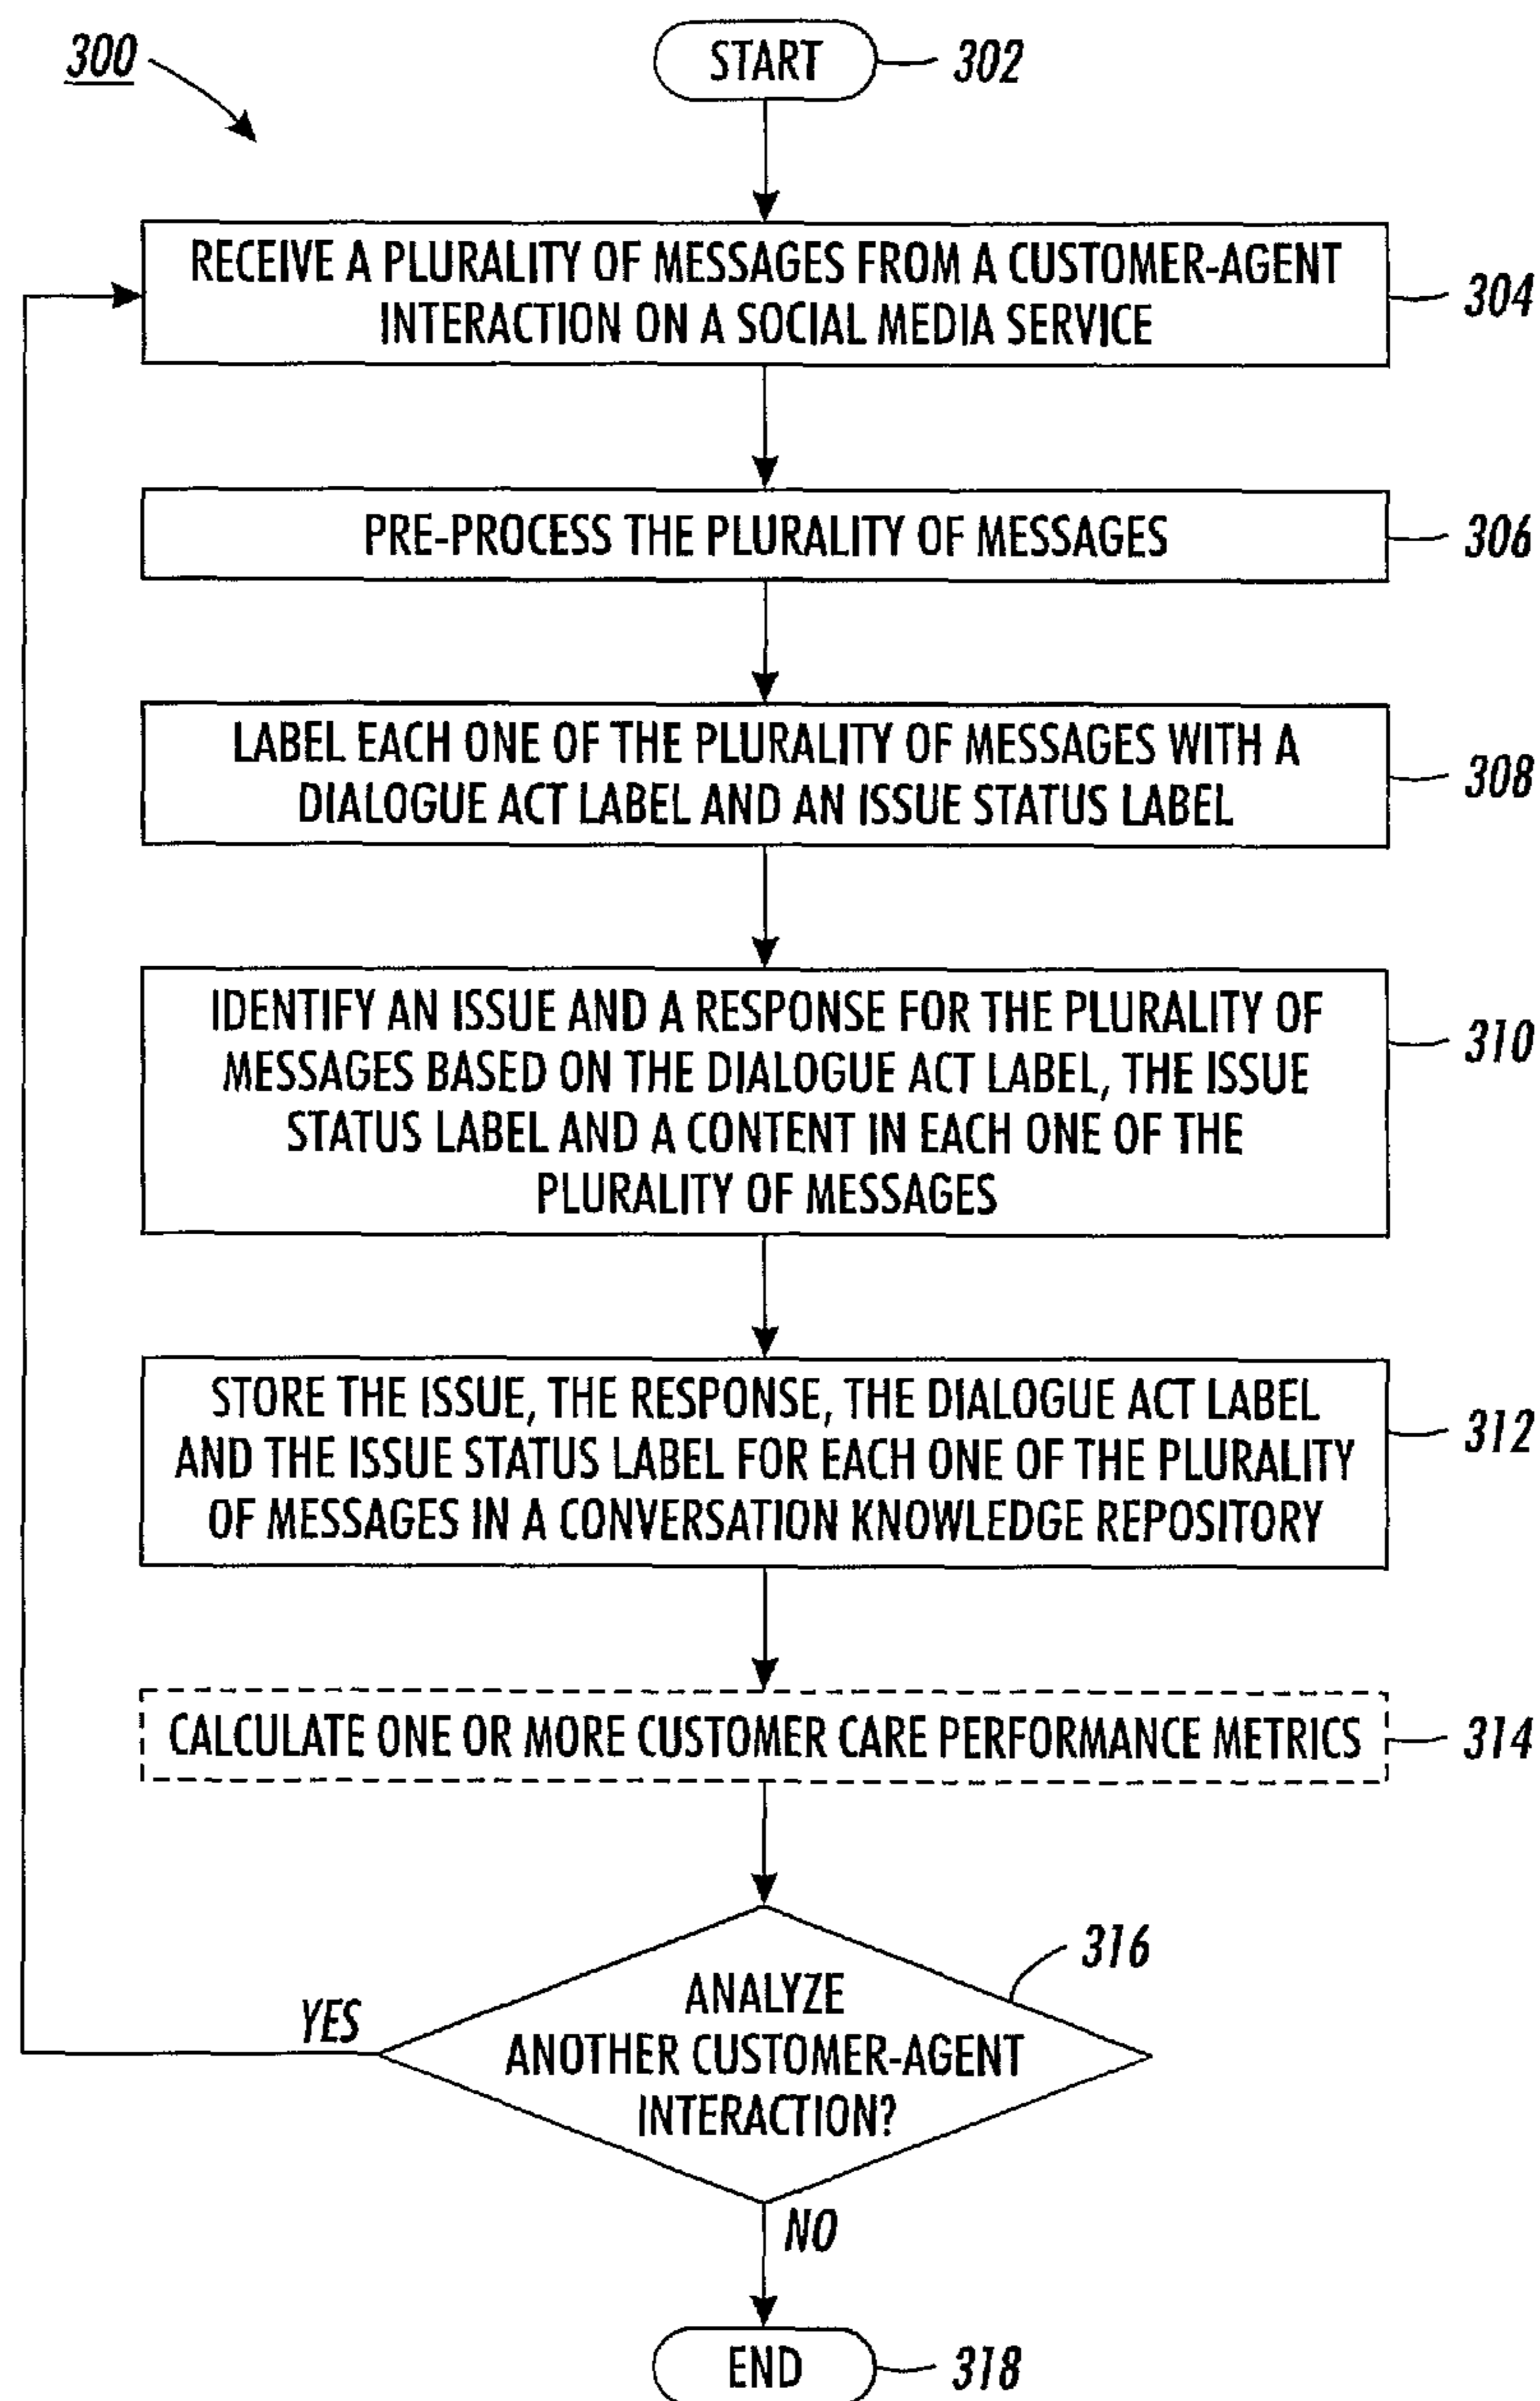 300
START
302
RECEIVE A PLURALITY OF MESSAGES FROM A CUSTOMER-AGENT
INTERACTION ON A SOCIAL MEDIA SERVICE
304
PRE-PROCESS THE PLURALITY OF MESSAGES
306
LABEL EACH ONE OF THE PLURALITY OF MESSAGES WITH A
DIALOGUE ACT LABEL AND AN ISSUE STATUS LABEL
308
IDENTIFY AN ISSUE AND A RESPONSE FOR THE PLURALITY OF
MESSAGES BASED ON THE DIALOGUE ACT LABEL, THE ISSUE
STATUS LABEL AND A CONTENT IN EACH ONE OF THE
PLURALITY OF MESSAGES
310
STORE THE ISSUE, THE RESPONSE, THE DIALOGUE ACT LABEL
AND THE ISSUE STATUS LABEL FOR EACH ONE OF THE PLURALITY
OF MESSAGES IN A CONVERSATION KNOWLEDGE REPOSITORY
312
CALCULATE ONE OR MORE CUSTOMER CARE PERFORMANCE METRICS
314
316
ANALYZE
ANOTHER CUSTOMER-AGENT
INTERACTION?
YES
NO
END
318